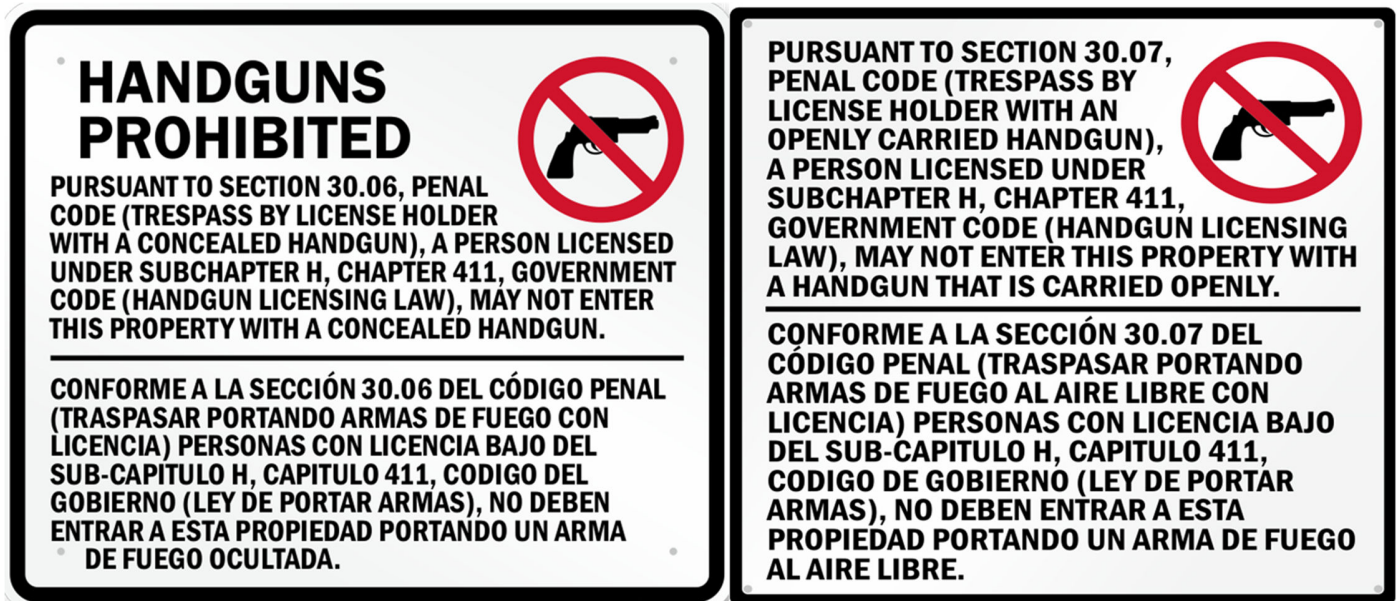 HANDGUNS
PROHIBITED
PURSUANT TO SECTION 30.06, PENAL
CODE (TRESPASS BY LICENSE HOLDER
WITH A CONCEALED HANDGUN), A PERSON LICENSED
UNDER SUBCHAPTER H, CHAPTER 411, GOVERNMENT
CODE (HANDGUN LICENSING LAW), MAY NOT ENTER
THIS PROPERTY WITH A CONCEALED HANDGUN.
CONFORME A LA SECCIÓN 30.06 DEL CÓDIGO PENAL
(TRASPASAR PORTANDO ARMAS DE FUEGO CON
LICENCIA) PERSONAS CON LICENCIA BAJO DEL
SUB-CAPITULO H, CAPITULO 411, CODIGO DEL
GOBIERNO (LEY DE PORTAR ARMAS), NO DEBEN
ENTRAR A ESTA PROPIEDAD PORTANDO UN ARMA
DE FUEGO OCULTADA.
PURSUANT TO SECTION 30.07,
PENAL CODE (TRESPASS BY
LICENSE HOLDER WITH AN
OPENLY CARRIED HANDGUN),
A PERSON LICENSED UNDER
SUBCHAPTER H, CHAPTER 411,
GOVERNMENT CODE (HANDGUN LICENSING
LAW), MAY NOT ENTER THIS PROPERTY WITH
A HANDGUN THAT IS CARRIED OPENLY.
CONFORME A LA SECCIÓN 30.07 DEL
CÓDIGO PENAL (TRASPASAR PORTANDO
ARMAS DE FUEGO AL AIRE LIBRE CON
LICENCIA) PERSONAS CON LICENCIA BAJO
DEL SUB-CAPITULO H, CAPITULO 411,
CODIGO DE GOBIERNO (LEY DE PORTAR
ARMAS), NO DEBEN ENTRAR A ESTA
PROPIEDAD PORTANDO UN ARMA DE FUEGO
AL AIRE LIBRE.